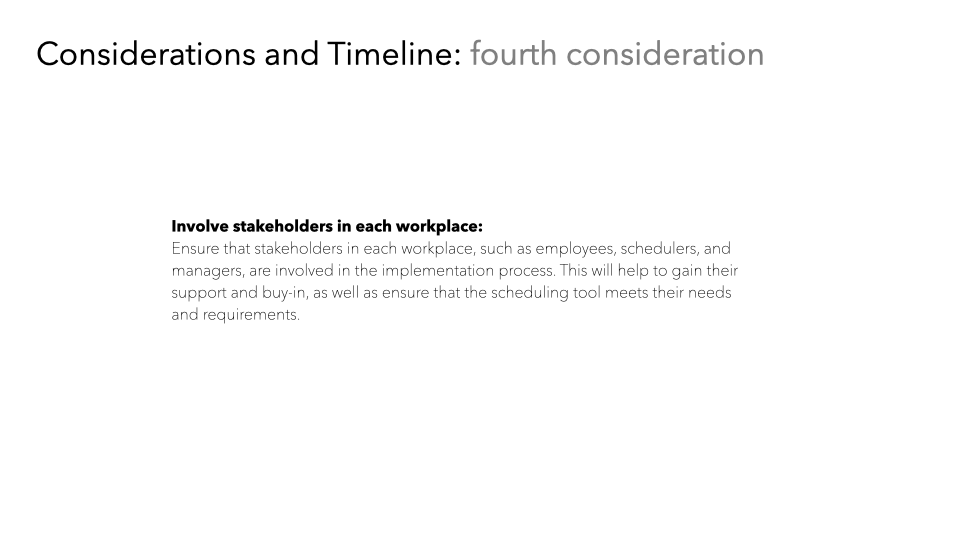 Considerations and Timeline: fourth consideration
Involve stakeholders in each workplace:
Ensure that stakeholders in each workplace, such as employees, schedulers, and
managers, are involved in the implementation process. This will help to gain their
support and buy-in, as well as ensure that the scheduling tool meets their needs
and requirements.